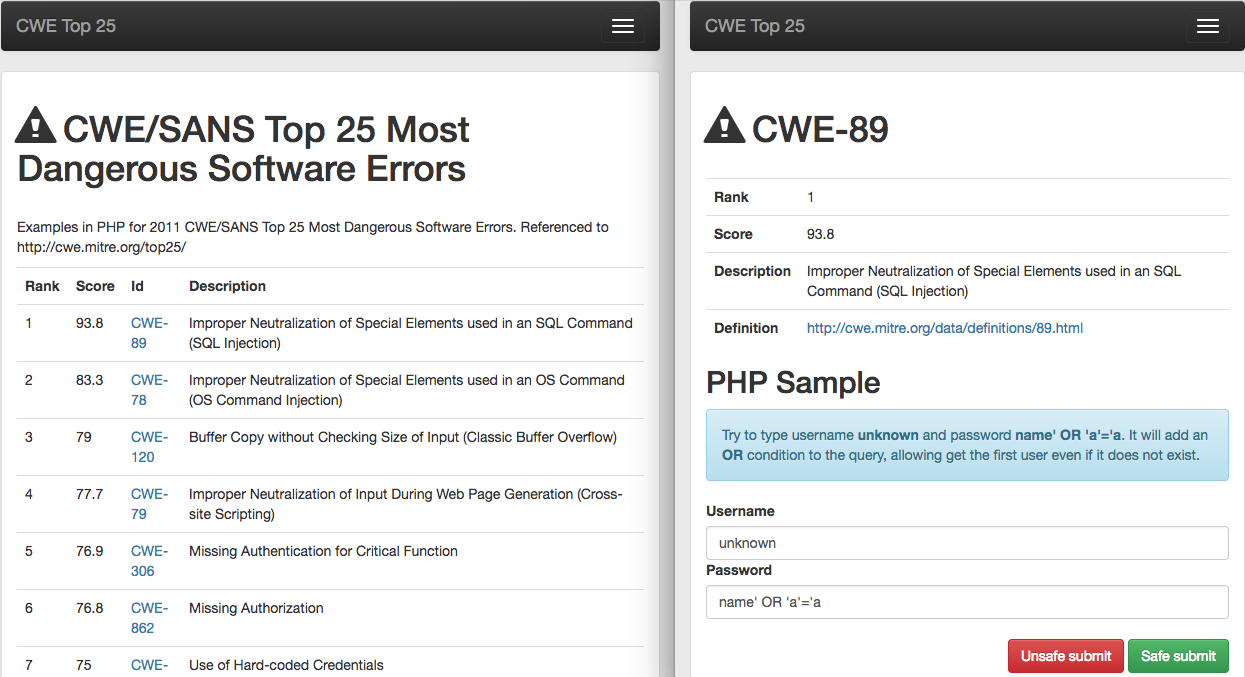 CWE Top 25
CWE/SANS Top 25 Most
Dangerous Software Errors
Examples in PHP for 2011 CWE/SANS Top 25 Most Dangerous Software Errors. Referenced to
http://cwe.mitre.org/top25/
Rank Score Id Description
1 93.8 CWE- Improper Neutralization of Special Elements used in an SQL Command
89 (SQL Injection)
2 83.3 CWE- Improper Neutralization of Special Elements used in an OS Command
78 (OS Command Injection)
3 79 CWE- Buffer Copy without Checking Size of Input (Classic Buffer Overflow)
120
4 77.7 CWE- Improper Neutralization of Input During Web Page Generation (Cross-
79 site Scripting)
5 76.9 CWE- Missing Authentication for Critical Function
306
6 76.8 CWE- Missing Authorization
862
7 75 CWE- Use of Hard-coded Credentials
CWE Top 25
CWE-89
Rank 1
Score 93.8
Description Improper Neutralization of Special Elements used in an SQL
Command (SQL Injection)
Definition http://cwe.mitre.org/data/definitions/89.html
PHP Sample
Try to type username unknown and password name' OR 'a'='a. It will add an
OR condition to the query, allowing get the first user even if it does not exist.
Username
unknown
Password
name' OR 'a'='a
Unsafe submit Safe submit